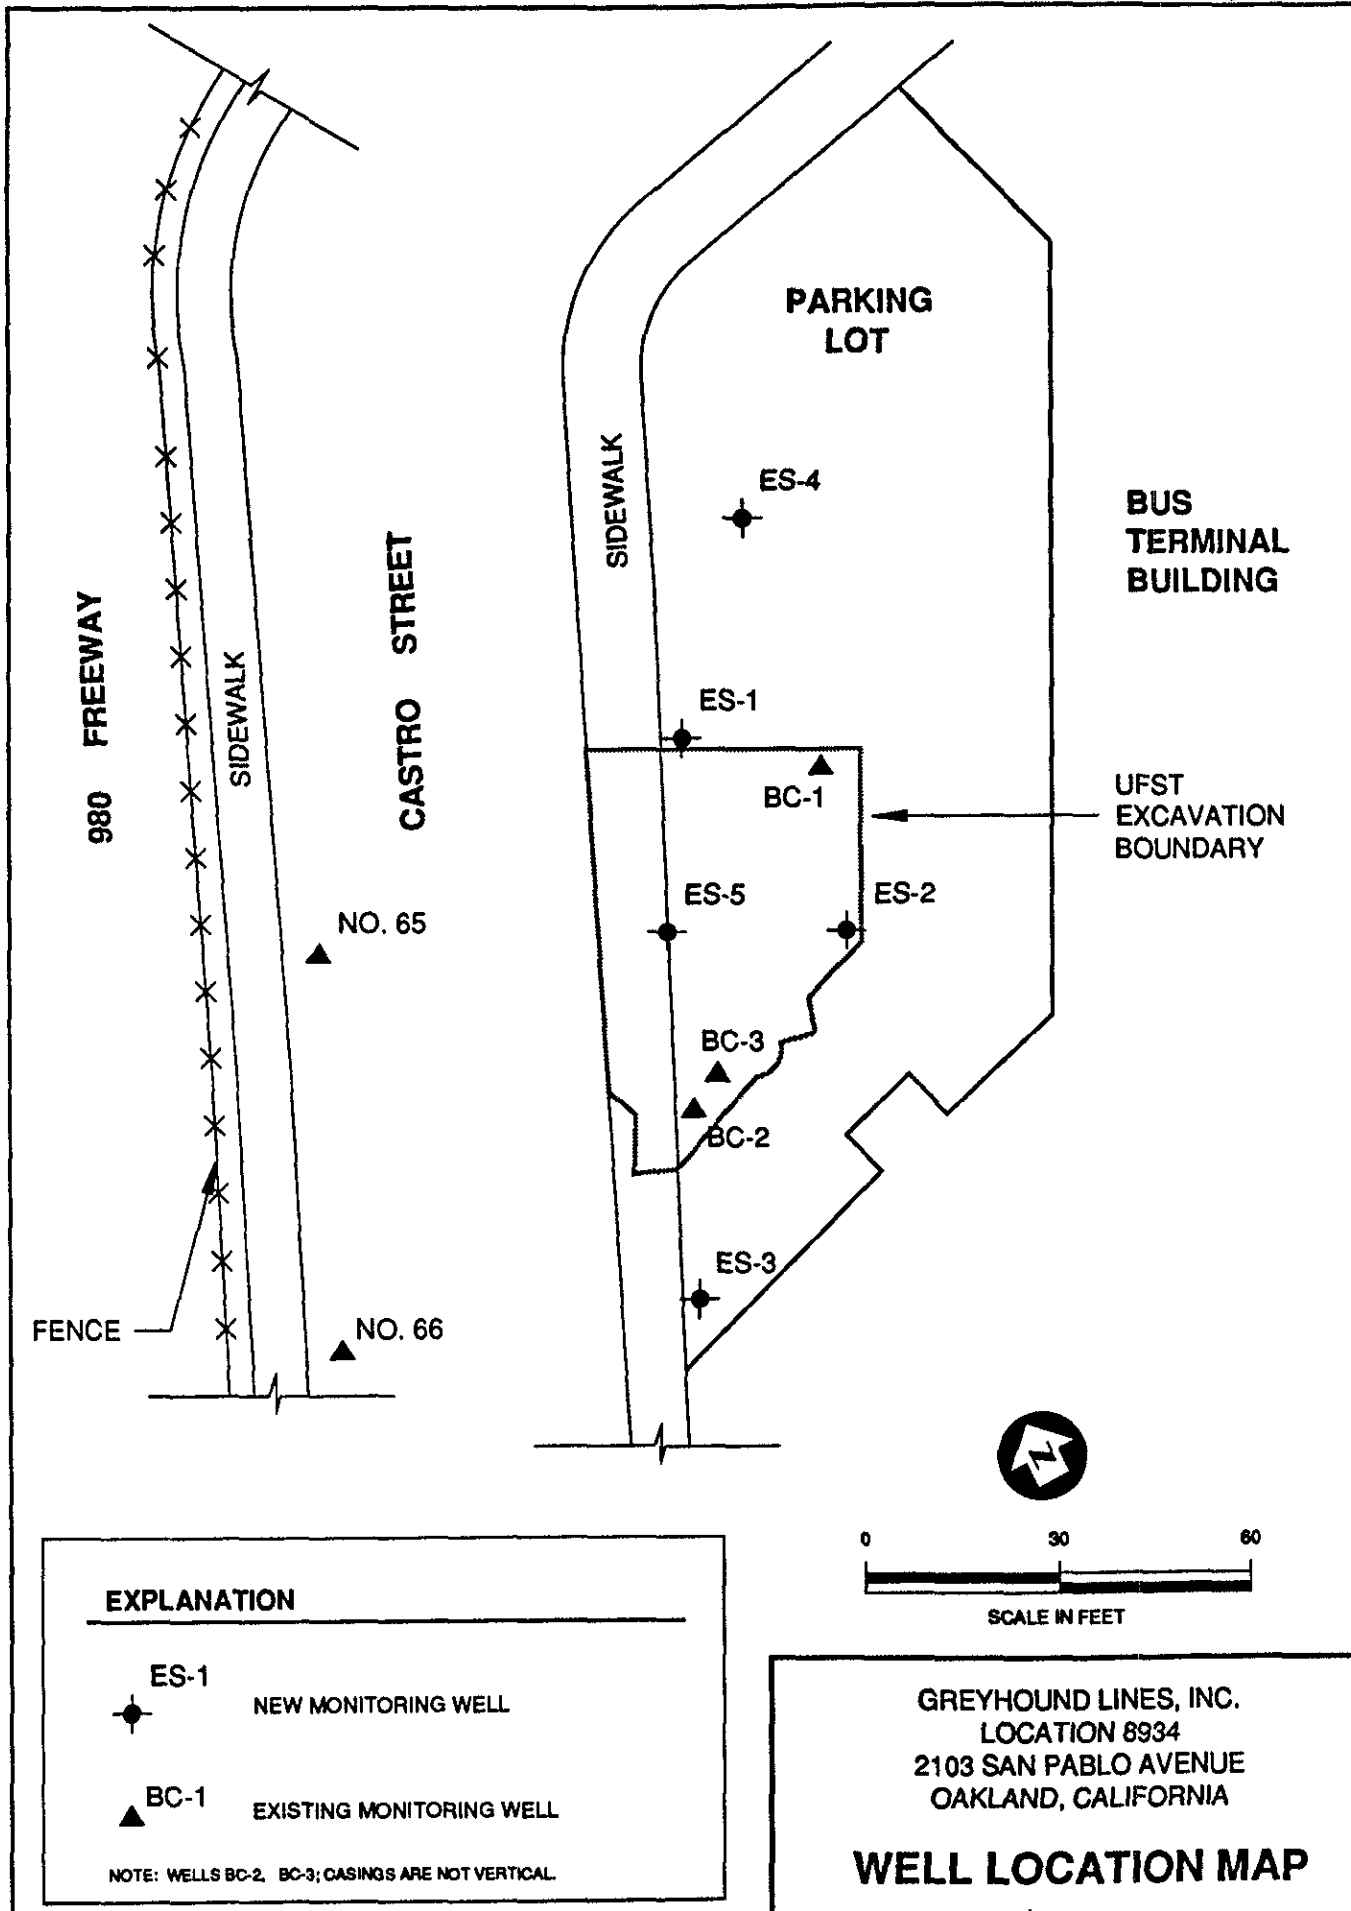 PARKING
LOT
SIDEWALK
ES-4
BUS
TERMINAL
BUILDING
980 FREEWAY
SIDEWALK
CASTRO STREET
ES-1
BC-1
UFST
EXCAVATION
BOUNDARY
ES-5
ES-2
NO. 65
BC-3
BC-2
ES-3
FENCE
NO. 66
N
0 30 60
SCALE IN FEET
EXPLANATION
ES-1
NEW MONITORING WELL
BC-1
EXISTING MONITORING WELL
NOTE: WELLS BC-2, BC-3; CASINGS ARE NOT VERTICAL.
GREYHOUND LINES, INC.
LOCATION 8934
2103 SAN PABLO AVENUE
OAKLAND, CALIFORNIA
WELL LOCATION MAP